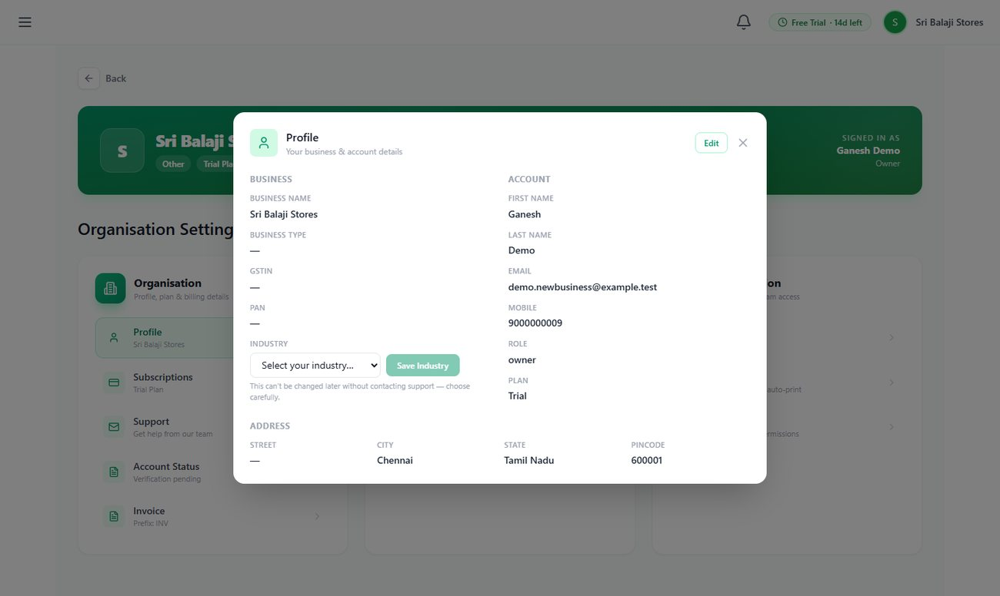 Free Trial · 14d left
S
Sri Balaji Stores
Back
S
Sri Balaji S
Other
Trial Pla
SIGNED IN AS
Ganesh Demo
Owner
Organisation Setting
Organisation
Profile, plan & billing details
Profile
Sri Balaji Stores
Subscriptions
Trial Plan
Support
Get help from our team
Account Status
Verification pending
Invoice
Prefix: INV
Profile
Your business & account details
Edit
BUSINESS
BUSINESS NAME
Sri Balaji Stores
BUSINESS TYPE
—
GSTIN
—
PAN
—
INDUSTRY
Select your industry...
Save Industry
This can't be changed later without contacting support — choose
carefully.
ACCOUNT
FIRST NAME
Ganesh
LAST NAME
Demo
EMAIL
demo.newbusiness@example.test
MOBILE
9000000009
ROLE
owner
PLAN
Trial
ADDRESS
STREET
—
CITY
Chennai
STATE
Tamil Nadu
PINCODE
600001
on
am access
auto-print
rmissions